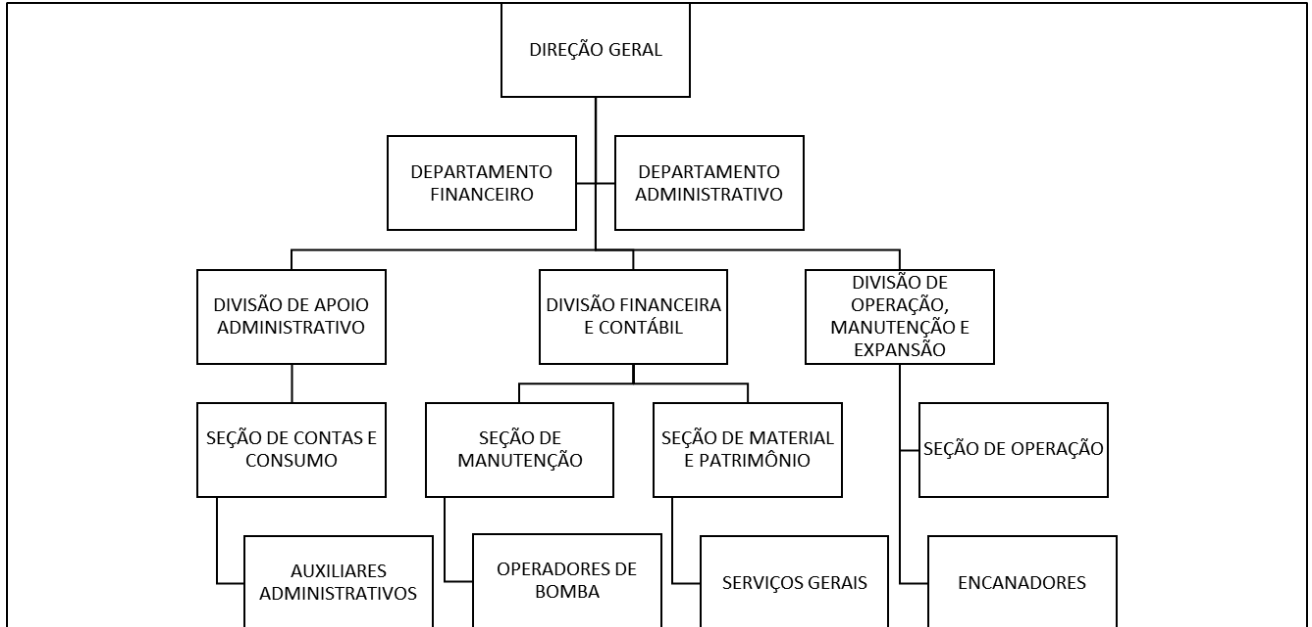 DIREÇÃO GERAL
DEPARTAMENTO
FINANCEIRO
DEPARTAMENTO
ADMINISTRATIVO
DIVISÃO DE APOIO
ADMINISTRATIVO
DIVISÃO FINANCEIRA
E CONTÁBIL
DIVISÃO DE
OPERAÇÃO,
MANUTENÇÃO E
EXPANSÃO
SEÇÃO DE CONTAS E
CONSUMO
SEÇÃO DE
MANUTENÇÃO
SEÇÃO DE MATERIAL
E PATRIMÔNIO
SEÇÃO DE OPERAÇÃO
AUXILIARES
ADMINISTRATIVOS
OPERADORES DE
BOMBA
SERVIÇOS GERAIS
ENCANADORES